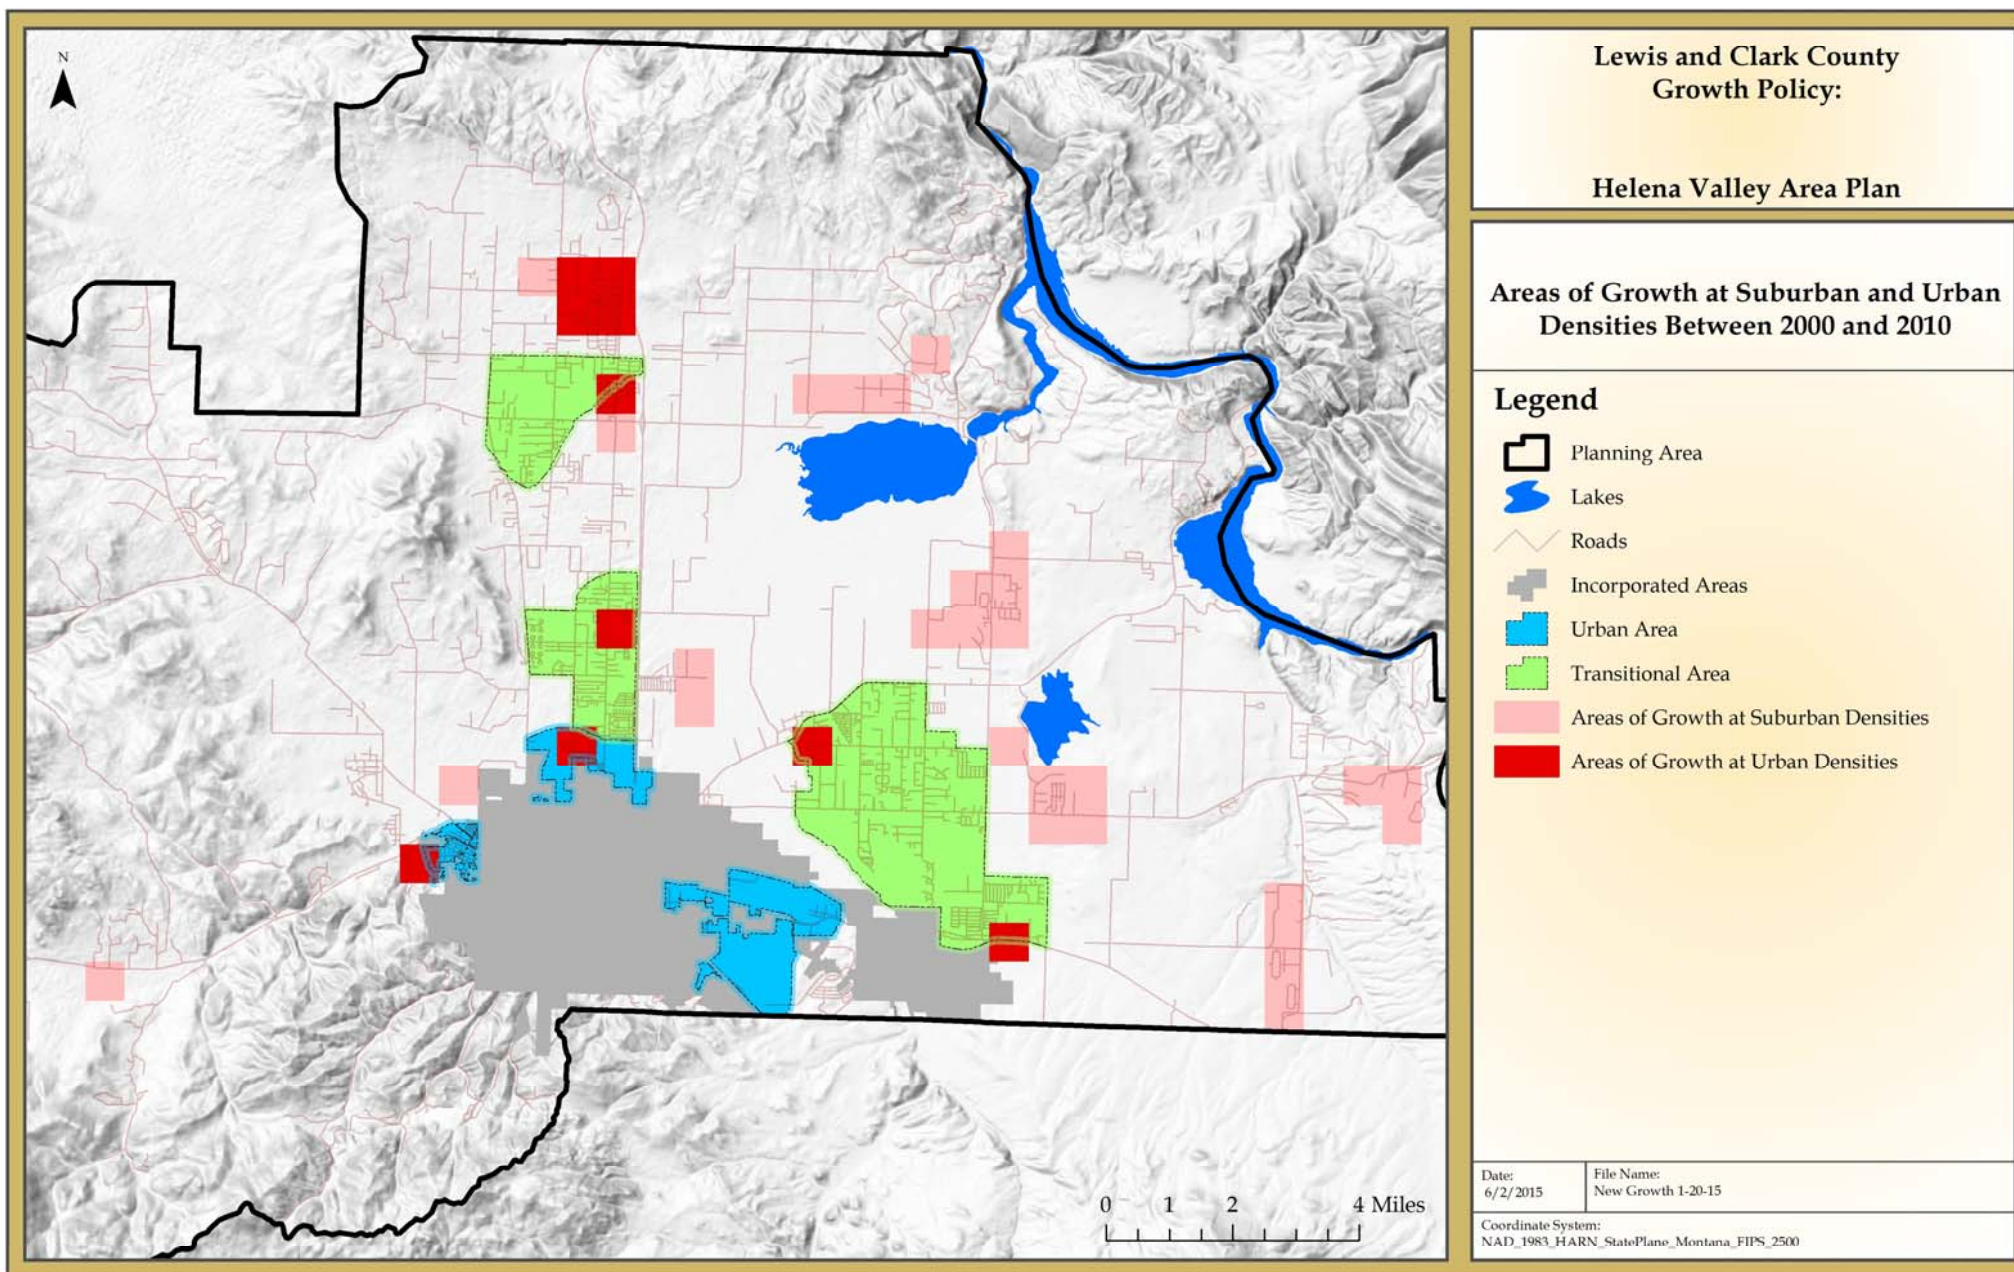 N
Lewis and Clark County
Growth Policy:
Helena Valley Area Plan
Areas of Growth at Suburban and Urban
Densities Between 2000 and 2010
Legend
Planning Area
Lakes
Roads
Incorporated Areas
Urban Area
Transitional Area
Areas of Growth at Suburban Densities
Areas of Growth at Urban Densities
0 1 2 4 Miles
Date:
6/2/2015
File Name:
New Growth 1-20-15
Coordinate System:
NAD_1983_HARN_StatePlane_Montana_FIPS_2500